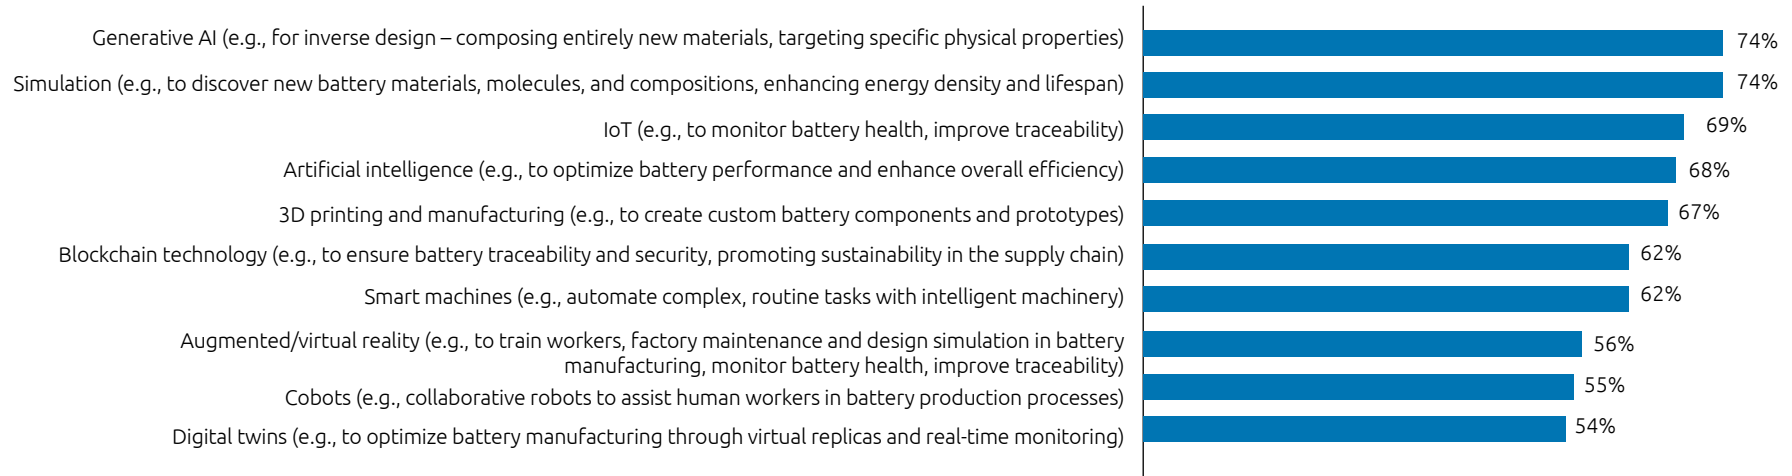 Generative AI (e.g., for inverse design – composing entirely new materials, targeting specific physical properties) 74%
Simulation (e.g., to discover new battery materials, molecules, and compositions, enhancing energy density and lifespan) 74%
IoT (e.g., to monitor battery health, improve traceability) 69%
Artificial intelligence (e.g., to optimize battery performance and enhance overall efficiency) 68%
3D printing and manufacturing (e.g., to create custom battery components and prototypes) 67%
Blockchain technology (e.g., to ensure battery traceability and security, promoting sustainability in the supply chain) 62%
Smart machines (e.g., automate complex, routine tasks with intelligent machinery) 62%
Augmented/virtual reality (e.g., to train workers, factory maintenance and design simulation in battery
manufacturing, monitor battery health, improve traceability) 56%
Cobots (e.g., collaborative robots to assist human workers in battery production processes) 55%
Digital twins (e.g., to optimize battery manufacturing through virtual replicas and real-time monitoring) 54%